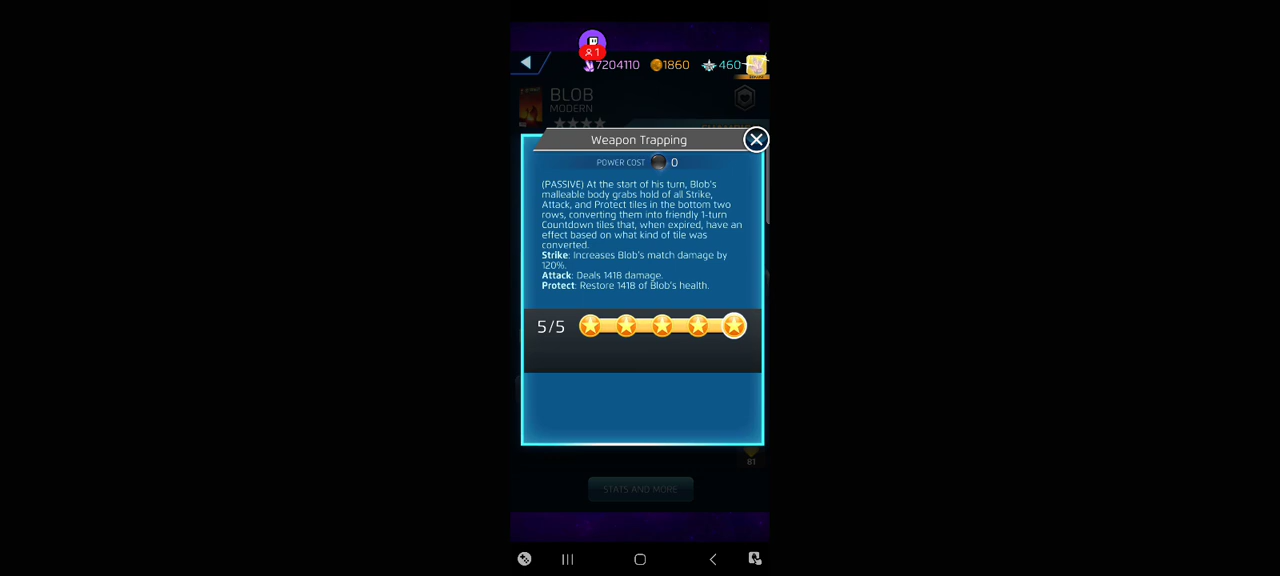 1
7204110 1860 460
BLOB
MODERN
Weapon Trapping
POWER COST 0
(PASSIVE) At the start of his turn, Blob's
malleable body grabs hold of all Strike,
Attack, and Protect tiles in the bottom two
rows, converting them into friendly 1-turn
Countdown tiles that, when expired, have an
effect based on what kind of tile was
converted.
Strike: Increases Blob's match damage by
120%.
Attack: Deals 1418 damage.
Protect: Restore 1418 of Blob's health.
5/5
81
STATS AND MORE